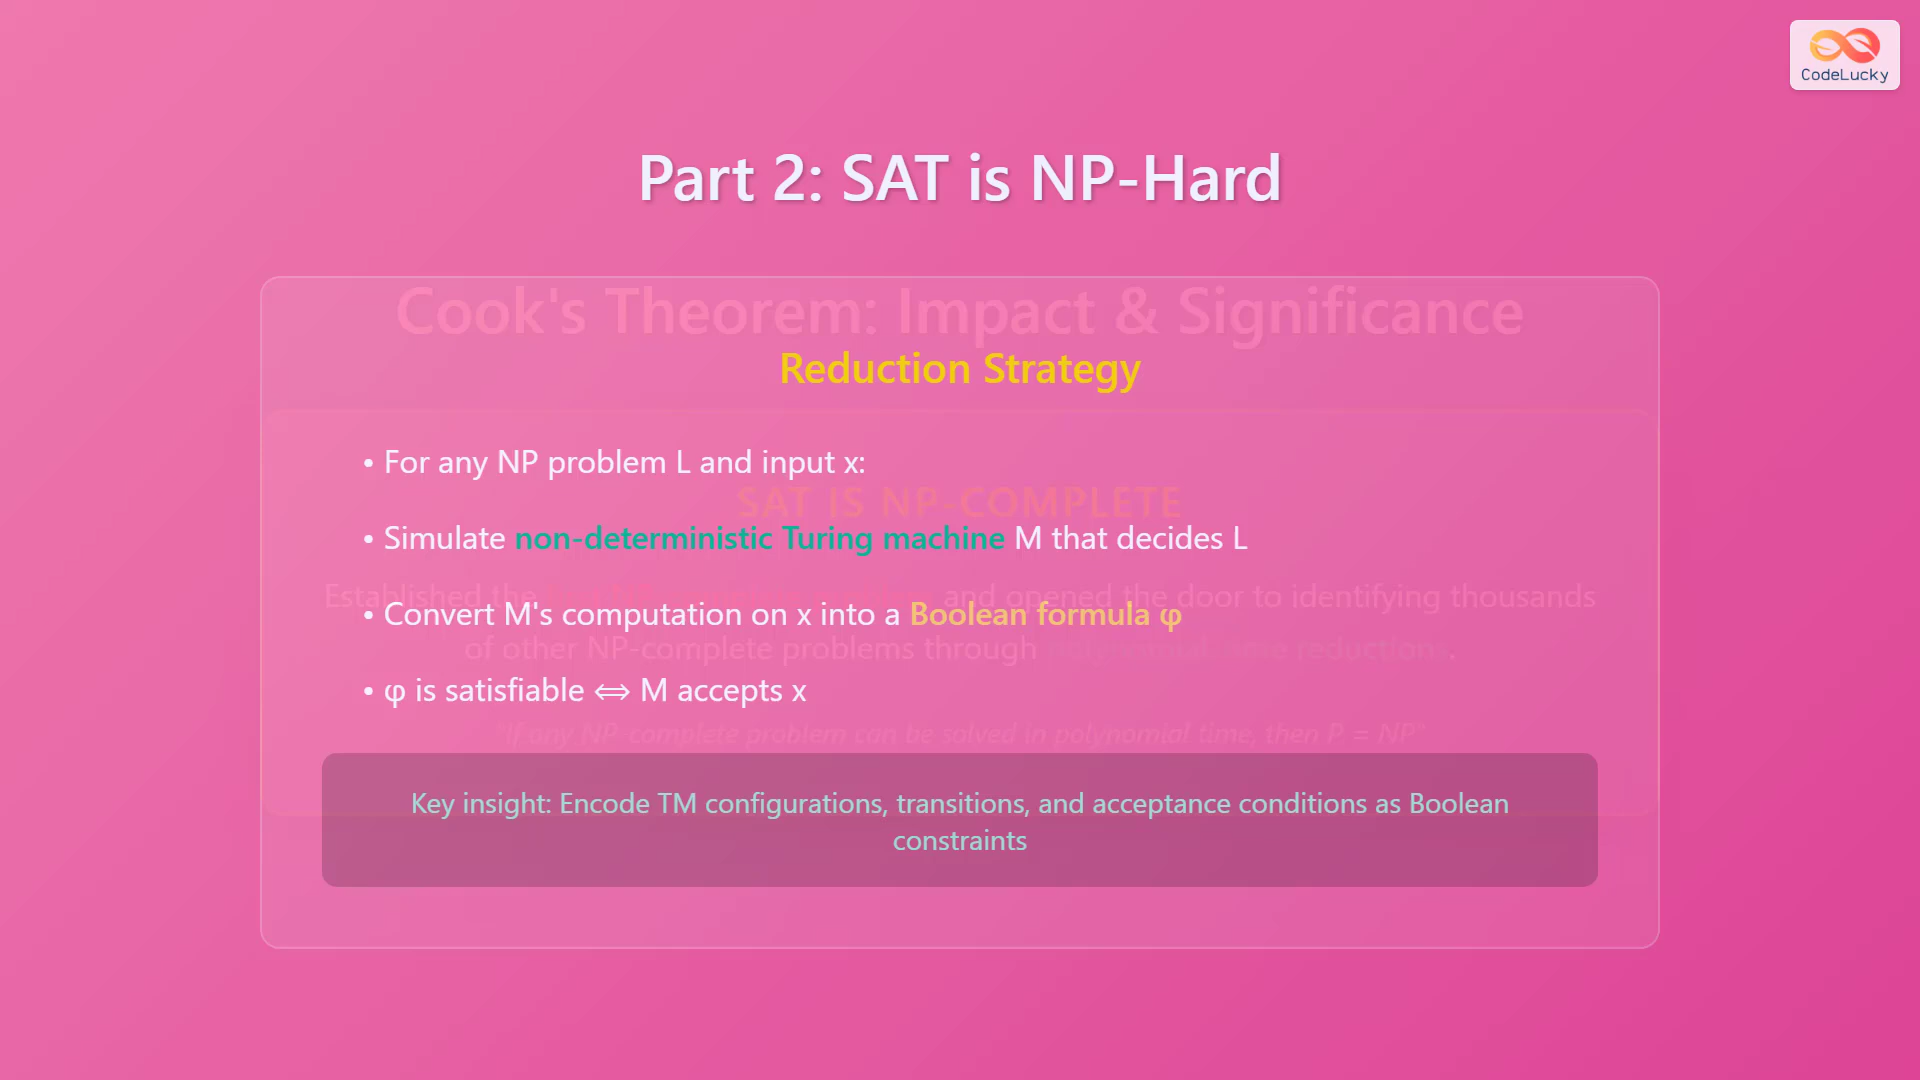 CodeLucky
Part 2: SAT is NP-Hard
Cook's Theorem: Impact & Significance
Reduction Strategy
• For any NP problem L and input x:
SAT IS NP-COMPLETE
• Simulate non-deterministic Turing machine M that decides L
Established the and opened the door to identifying thousands
• Convert M's computation on x into a Boolean formula φ
of other NP-complete problems through polynomial-time reductions.
• φ is satisfiable ⟺ M accepts x
"If any NP-complete problem can be solved in polynomial time, then P = NP"
Key insight: Encode TM configurations, transitions, and acceptance conditions as Boolean
constraints